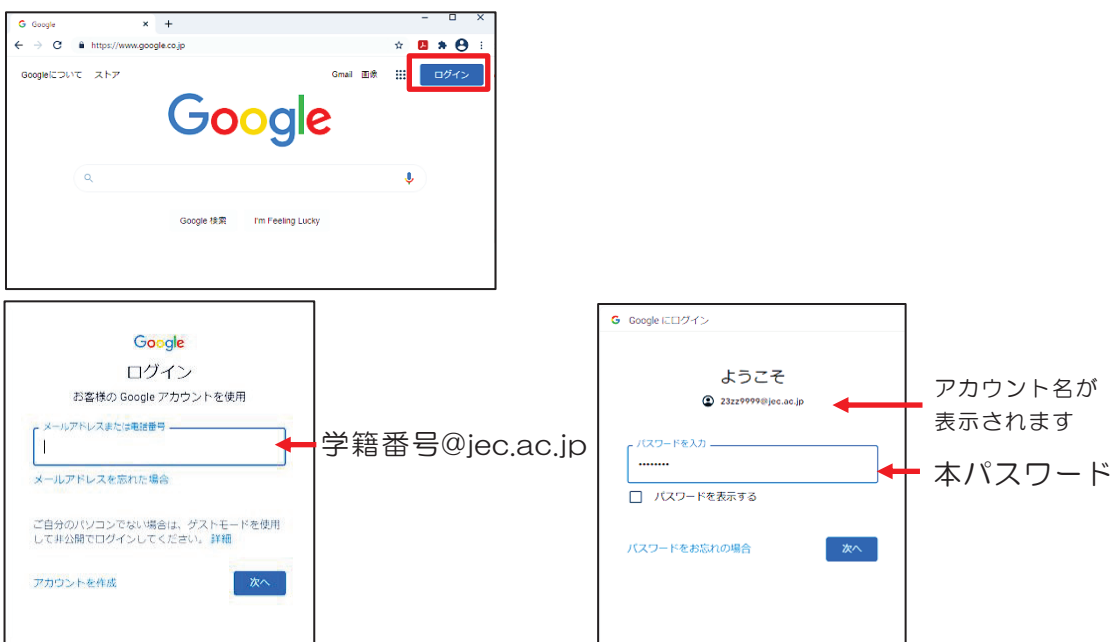 Google
https://www.google.co.jp
Googleについて ストア Gmail 画像 ログイン
Google
Google 検索 I'm Feeling Lucky
Google
ログイン
お客様の Google アカウントを使用
メールアドレスまたは電話番号
学籍番号@jec.ac.jp
メールアドレスを忘れた場合
ご自分のパソコンでない場合は、ゲストモードを使用
して非公開でログインしてください。 詳細
アカウントを作成 次へ
G Google にログイン
ようこそ
23zz9999@jec.ac.jp
アカウント名が
表示されます
パスワードを入力
••••••••
本パスワード
パスワードを表示する
パスワードをお忘れの場合 次へ